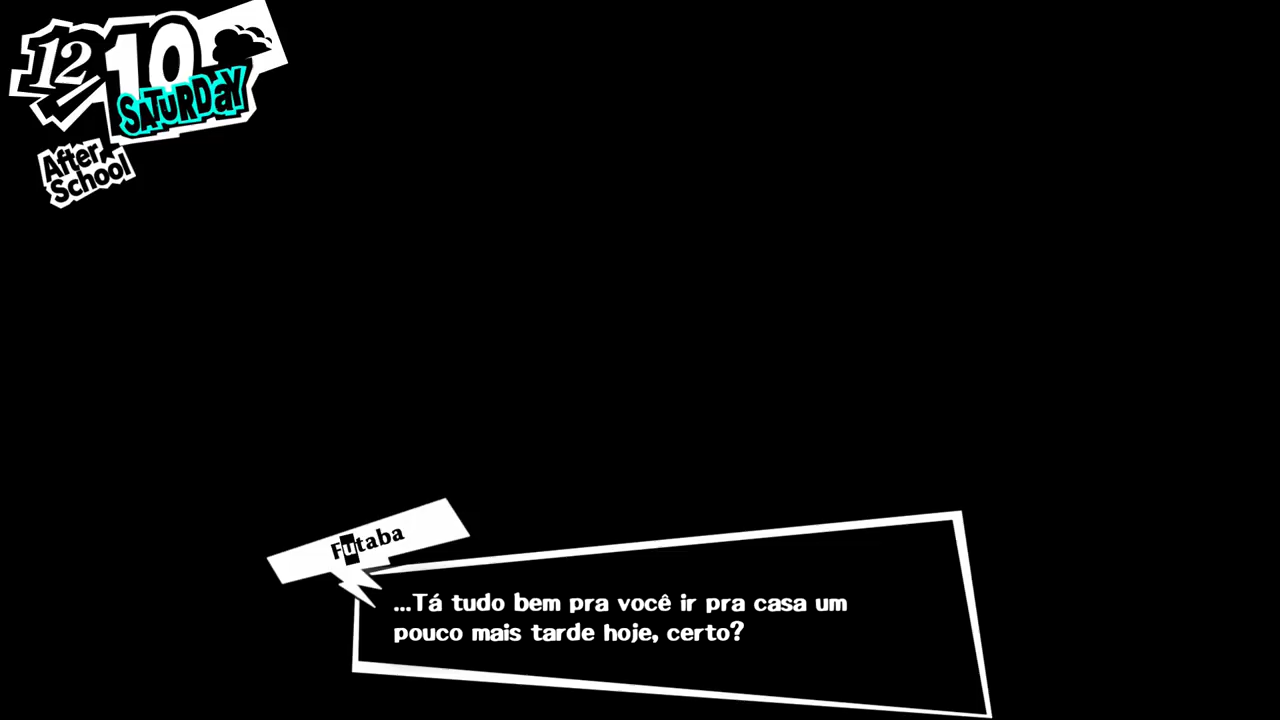 12 10
SATURDAY
After School
Futaba
...Tá tudo bem pra você ir pra casa um
pouco mais tarde hoje, certo?